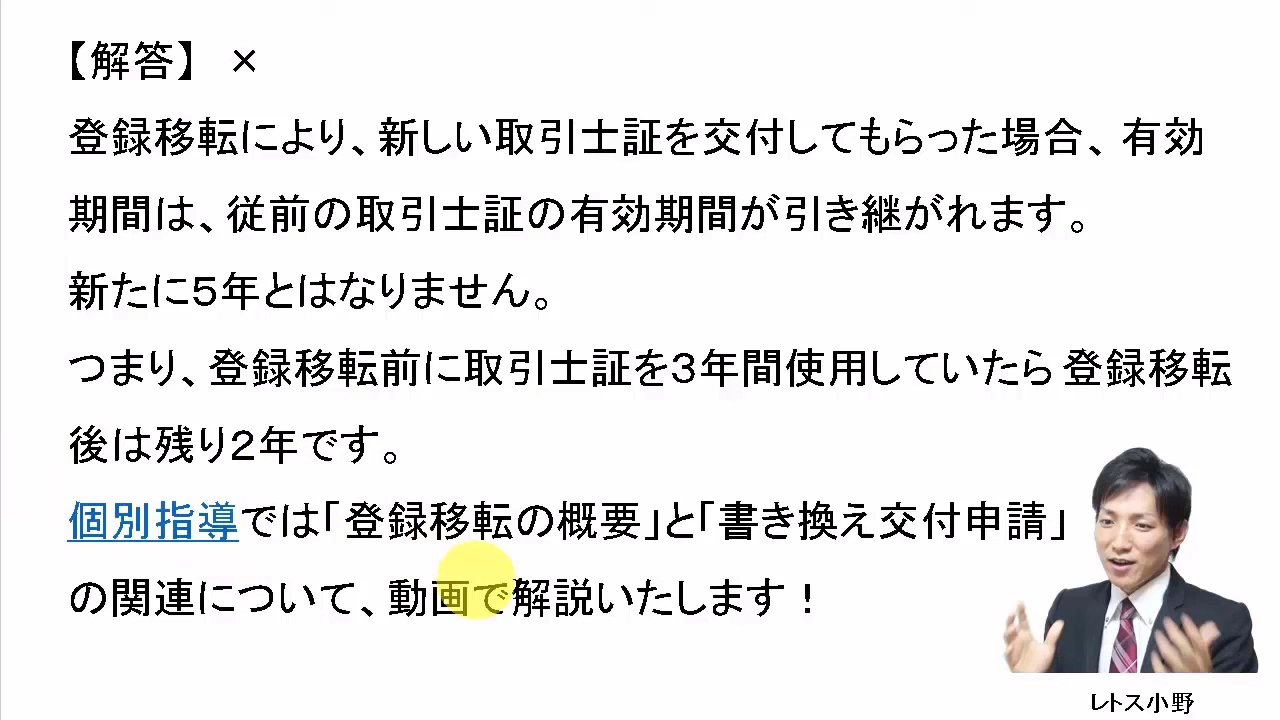 【解答】 ×
登録移転により、新しい取引士証を交付してもらった場合、有効
期間は、従前の取引士証の有効期間が引き継がれます。
新たに５年とはなりません。
つまり、登録移転前に取引士証を３年間使用していたら登録移転
後は残り２年です。
個別指導では「登録移転の概要」と「書き換え交付申請」
の関連について、動画で解説いたします！
レトス小野